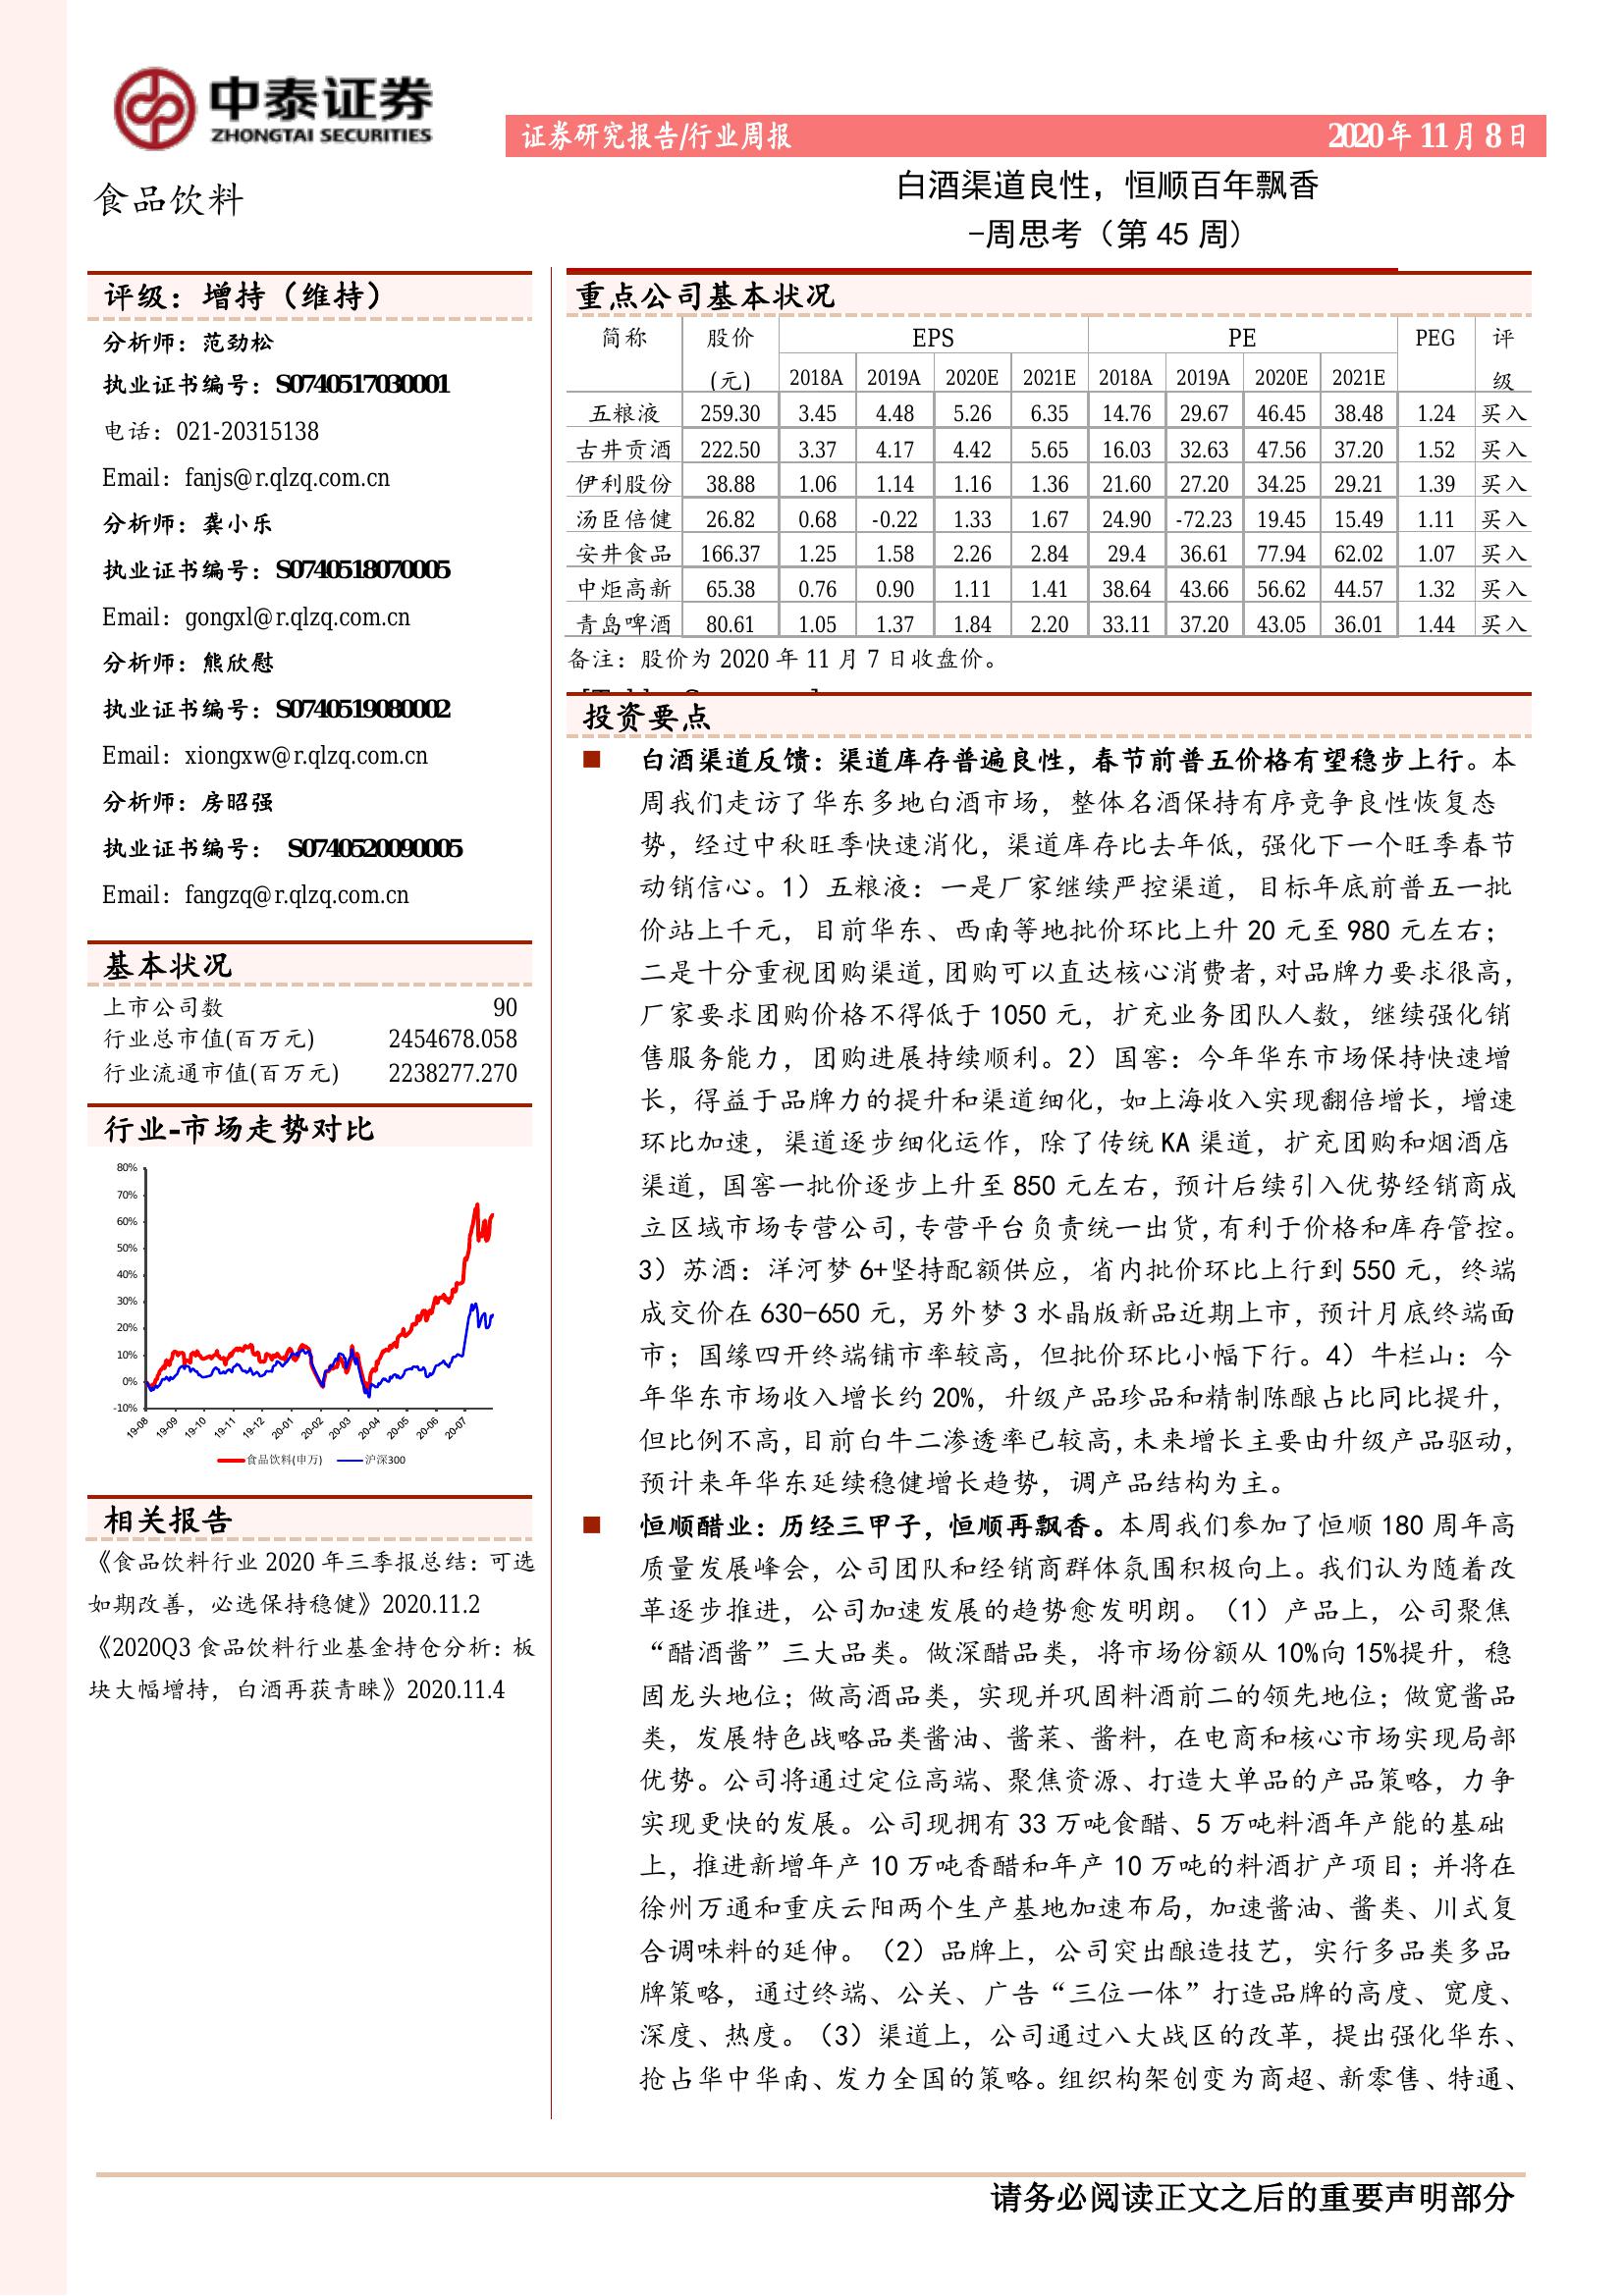 中泰证券
ZHONGTAI SECURITIES
证券研究报告/行业周报 2020年11月8日
食品饮料
白酒渠道良性，恒顺百年飘香
-周思考（第 45 周）
评级：增持（维持）
分析师：范劲松
执业证书编号：S0740517030001
电话：021-20315138
Email：fanjs@r.qlzq.com.cn
分析师：龚小乐
执业证书编号：S0740518070005
Email：gongxl@r.qlzq.com.cn
分析师：熊欣慰
执业证书编号：S0740519080002
Email：xiongxw@r.qlzq.com.cn
分析师：房昭强
执业证书编号： S0740520090005
Email：fangzq@r.qlzq.com.cn
基本状况
上市公司数 90
行业总市值(百万元) 2454678.058
行业流通市值(百万元) 2238277.270
行业-市场走势对比
80%
70%
60%
50%
40%
30%
20%
10%
0%
-10%
19-08 19-09 19-10 19-11 19-12 20-01 20-02 20-03 20-04 20-05 20-06 20-07
食品饮料(申万) 沪深300
相关报告
《食品饮料行业 2020 年三季报总结：可选
如期改善，必选保持稳健》2020.11.2
《2020Q3 食品饮料行业基金持仓分析：板
块大幅增持，白酒再获青睐》2020.11.4
重点公司基本状况
简称 股价 EPS PE PEG 评
(元) 2018A 2019A 2020E 2021E 2018A 2019A 2020E 2021E 级
五粮液 259.30 3.45 4.48 5.26 6.35 14.76 29.67 46.45 38.48 1.24 买入
古井贡酒 222.50 3.37 4.17 4.42 5.65 16.03 32.63 47.56 37.20 1.52 买入
伊利股份 38.88 1.06 1.14 1.16 1.36 21.60 27.20 34.25 29.21 1.39 买入
汤臣倍健 26.82 0.68 -0.22 1.33 1.67 24.90 -72.23 19.45 15.49 1.11 买入
安井食品 166.37 1.25 1.58 2.26 2.84 29.4 36.61 77.94 62.02 1.07 买入
中炬高新 65.38 0.76 0.90 1.11 1.41 38.64 43.66 56.62 44.57 1.32 买入
青岛啤酒 80.61 1.05 1.37 1.84 2.20 33.11 37.20 43.05 36.01 1.44 买入
备注：股价为 2020 年 11 月 7 日收盘价。
投资要点
白酒渠道反馈：渠道库存普遍良性，春节前普五价格有望稳步上行。本
周我们走访了华东多地白酒市场，整体名酒保持有序竞争良性恢复态
势，经过中秋旺季快速消化，渠道库存比去年低，强化下一个旺季春节
动销信心。1）五粮液：一是厂家继续严控渠道，目标年底前普五一批
价站上千元，目前华东、西南等地批价环比上升 20 元至 980 元左右；
二是十分重视团购渠道，团购可以直达核心消费者，对品牌力要求很高，
厂家要求团购价格不得低于 1050 元，扩充业务团队人数，继续强化销
售服务能力，团购进展持续顺利。2）国窖：今年华东市场保持快速增
长，得益于品牌力的提升和渠道细化，如上海收入实现翻倍增长，增速
环比加速，渠道逐步细化运作，除了传统 KA 渠道，扩充团购和烟酒店
渠道，国窖一批价逐步上升至 850 元左右，预计后续引入优势经销商成
立区域市场专营公司，专营平台负责统一出货，有利于价格和库存管控。
3）苏酒：洋河梦 6+坚持配额供应，省内批价环比上行到 550 元，终端
成交价在 630-650 元，另外梦 3 水晶版新品近期上市，预计月底终端面
市；国缘四开终端铺市率较高，但批价环比小幅下行。4）牛栏山：今
年华东市场收入增长约 20%，升级产品珍品和精制陈酿占比同比提升，
但比例不高，目前白牛二渗透率已较高，未来增长主要由升级产品驱动，
预计来年华东延续稳健增长趋势，调产品结构为主。
恒顺醋业：历经三甲子，恒顺再飘香。本周我们参加了恒顺 180 周年高
质量发展峰会，公司团队和经销商群体氛围积极向上。我们认为随着改
革逐步推进，公司加速发展的趋势愈发明朗。（1）产品上，公司聚焦
“醋酒酱”三大品类。做深醋品类，将市场份额从 10%向 15%提升，稳
固龙头地位；做高酒品类，实现并巩固料酒前二的领先地位；做宽酱品
类，发展特色战略品类酱油、酱菜、酱料，在电商和核心市场实现局部
优势。公司将通过定位高端、聚焦资源、打造大单品的产品策略，力争
实现更快的发展。公司现拥有 33 万吨食醋、5 万吨料酒年产能的基础
上，推进新增年产 10 万吨香醋和年产 10 万吨的料酒扩产项目；并将在
徐州万通和重庆云阳两个生产基地加速布局，加速酱油、酱类、川式复
合调味料的延伸。（2）品牌上，公司突出酿造技艺，实行多品类多品
牌策略，通过终端、公关、广告“三位一体”打造品牌的高度、宽度、
深度、热度。（3）渠道上，公司通过八大战区的改革，提出强化华东、
抢占华中华南、发力全国的策略。组织构架创变为商超、新零售、特通、
请务必阅读正文之后的重要声明部分